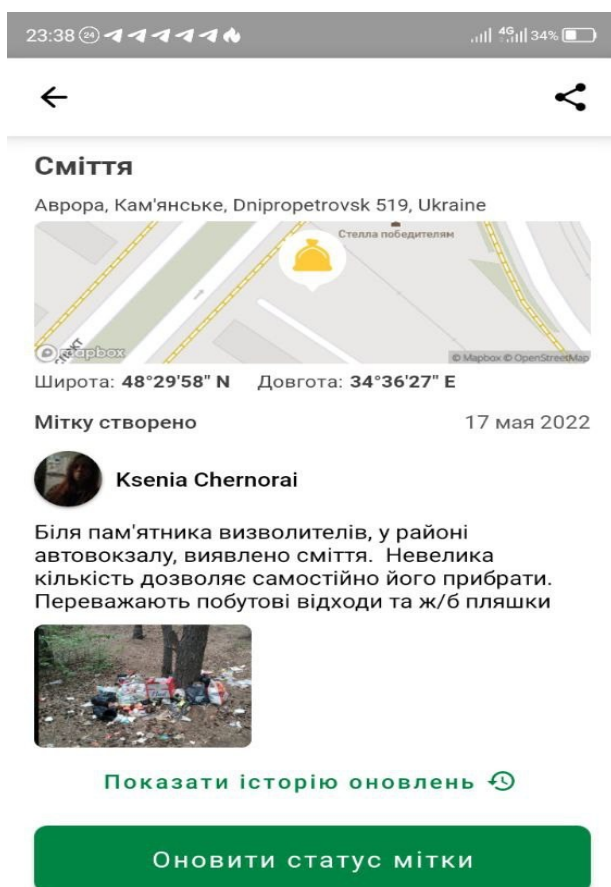 23:38 24 4G 34%
Сміття
Аврора, Кам'янське, Dnipropetrovsk 519, Ukraine
Стелла победителям
mapbox
© Mapbox © OpenStreetMap
Широта: 48°29'58" N Довгота: 34°36'27" E
Мітку створено 17 мая 2022
Ksenia Chernorai
Біля пам'ятника визволителів, у районі
автовокзалу, виявлено сміття. Невелика
кількість дозволяє самостійно його прибрати.
Переважають побутові відходи та ж/б пляшки
Показати історію оновлень
Оновити статус мітки